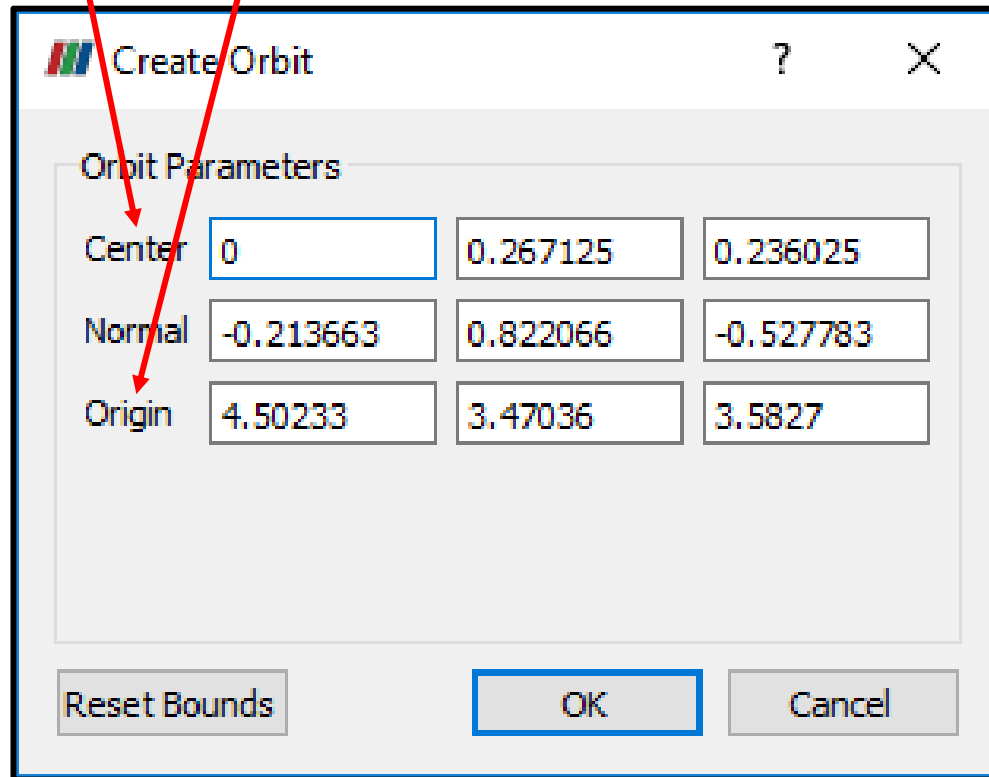 Create Orbit ?
Orbit Parameters
Center 0 0.267125 0.236025
Normal -0.213663 0.822066 -0.527783
Origin 4.50233 3.47036 3.5827
Reset Bounds OK Cancel